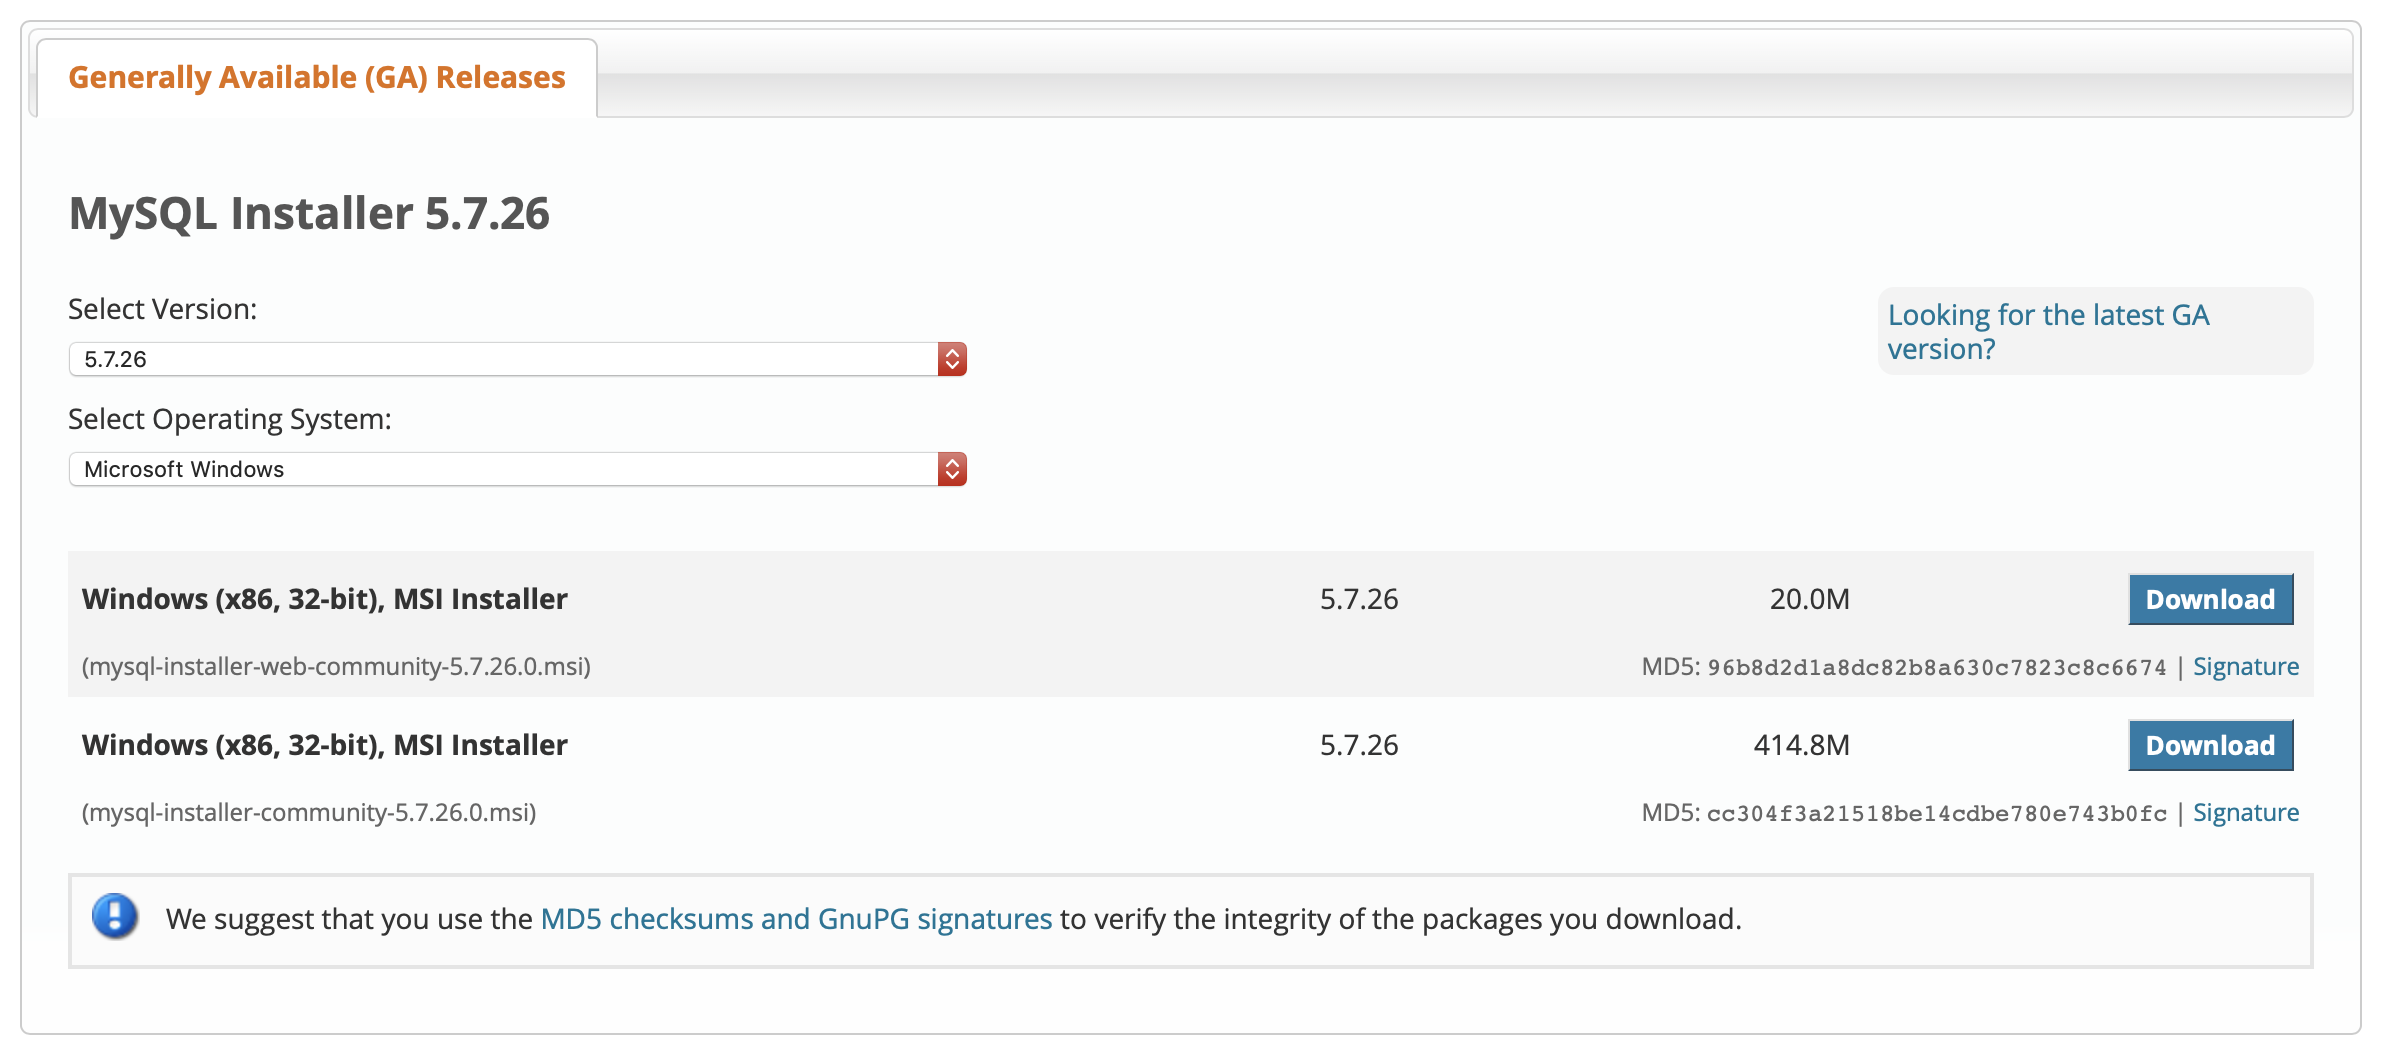 Generally Available (GA) Releases
MySQL Installer 5.7.26
Select Version:
5.7.26
Looking for the latest GA
version?
Select Operating System:
Microsoft Windows
Windows (x86, 32-bit), MSI Installer 5.7.26 20.0M Download
(mysql-installer-web-community-5.7.26.0.msi) MD5: 96b8d2d1a8dc82b8a630c7823c8c6674 | Signature
Windows (x86, 32-bit), MSI Installer 5.7.26 414.8M Download
(mysql-installer-community-5.7.26.0.msi) MD5: cc304f3a21518be14cdbe780e743b0fc | Signature
We suggest that you use the MD5 checksums and GnuPG signatures to verify the integrity of the packages you download.